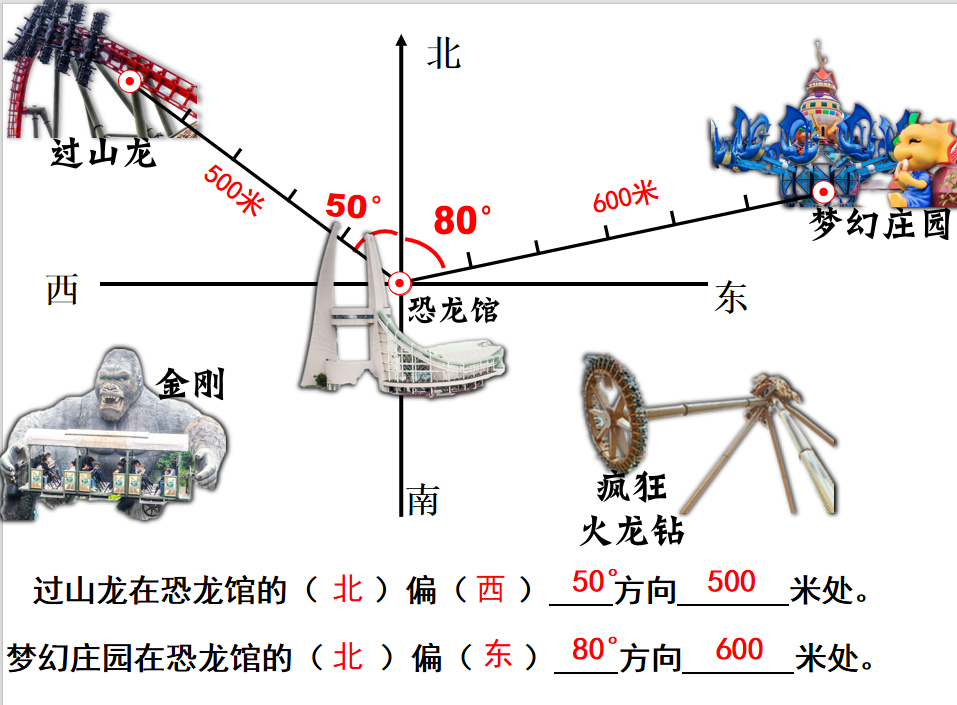 北
过山龙
500米
50°
80°
600米
梦幻庄园
西
东
恐龙馆
金刚
南
疯狂
火龙钻
过山龙在恐龙馆的（ 北 ）偏（ 西 ）50°方向500米处。
梦幻庄园在恐龙馆的（ 北 ）偏（ 东 ）80°方向600米处。